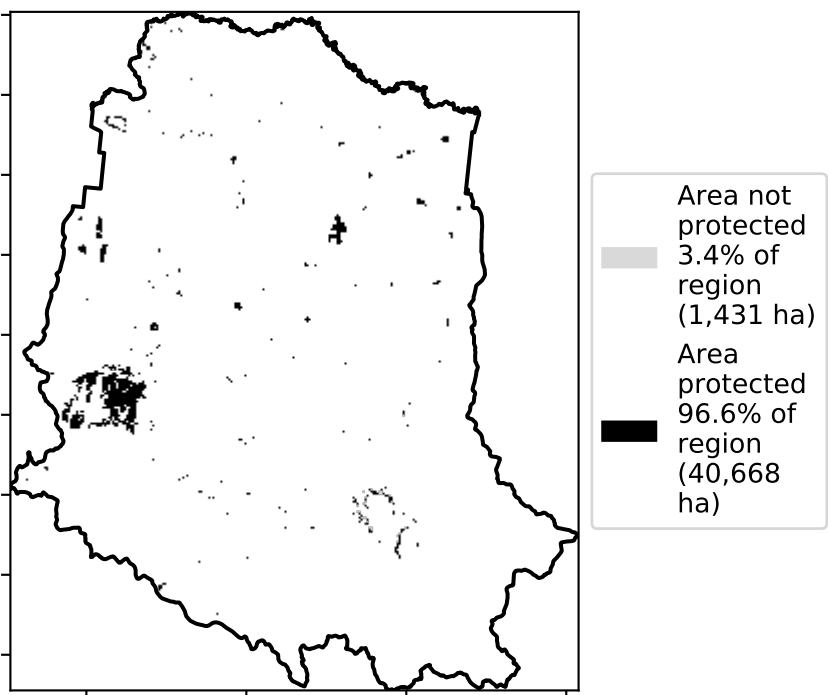 Area not
protected
3.4% of
region
(1,431 ha)
Area
protected
96.6% of
region
(40,668
ha)